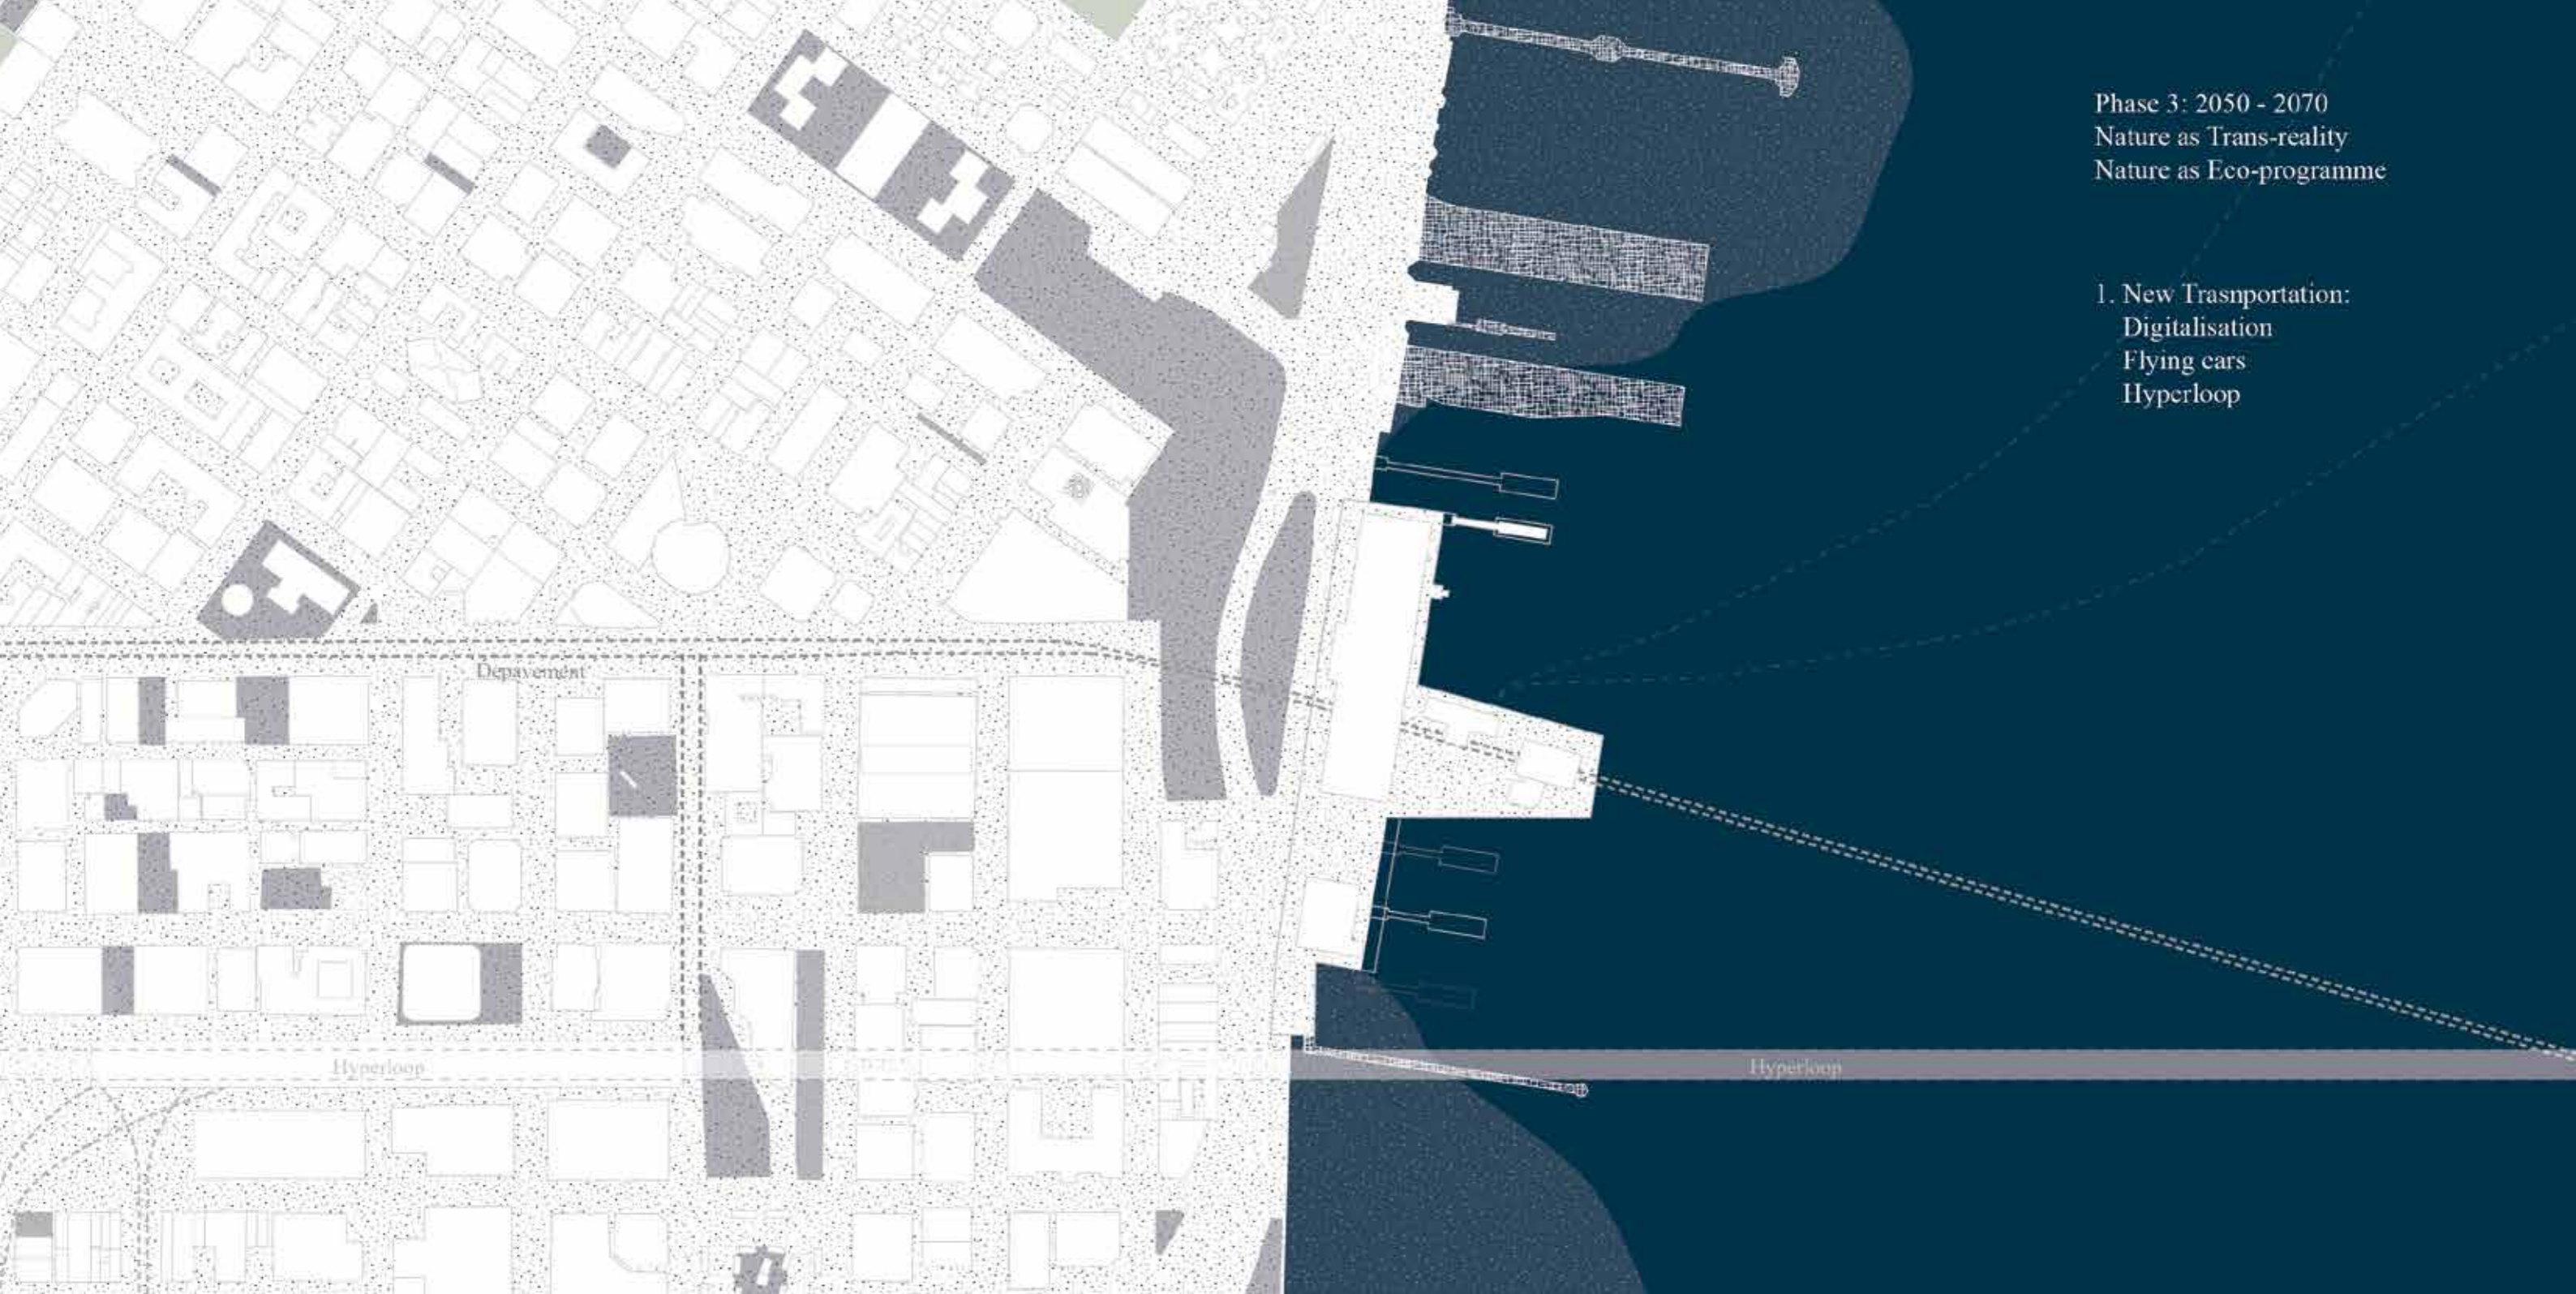 Phase 3: 2050 - 2070
Nature as Trans-reality
Nature as Eco-programme
1. New Trasnportation:
Digitalisation
Flying cars
Hyperloop
Depavement
Hyperloop
Hyperloop